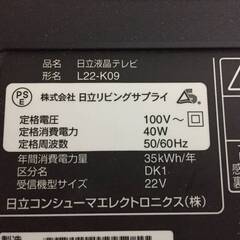 品名 日立液晶テレビ
形名 L22-K09
PS
E
株式会社 日立リビングサプライ
定格電圧 100V～
定格消費電力 40W
定格周波数 50/60Hz
年間消費電力量 35kWh/年
区分名 DK1
受信機型サイズ 22V
日立コンシューマエレクトロニクス(株)